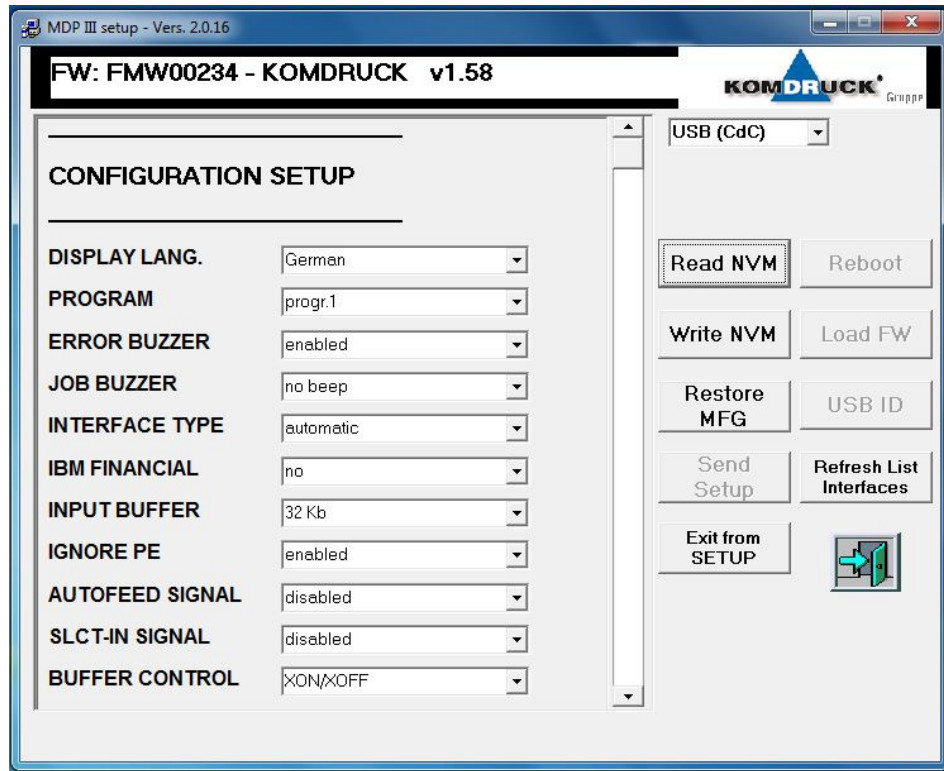 MDP III setup - Vers. 2.0.16
FW: FMW00234 - KOMDRUCK v1.58
KOMDRUCK
Gruppe
USB (CdC)
CONFIGURATION SETUP
DISPLAY LANG. German
PROGRAM progr.1
ERROR BUZZER enabled
JOB BUZZER no beep
INTERFACE TYPE automatic
IBM FINANCIAL no
INPUT BUFFER 32 Kb
IGNORE PE enabled
AUTOFEED SIGNAL disabled
SLCT-IN SIGNAL disabled
BUFFER CONTROL XON/XOFF
Read NVM Reboot
Write NVM Load FW
Restore
MFG
USB ID
Send
Setup
Refresh List
Interfaces
Exit from
SETUP